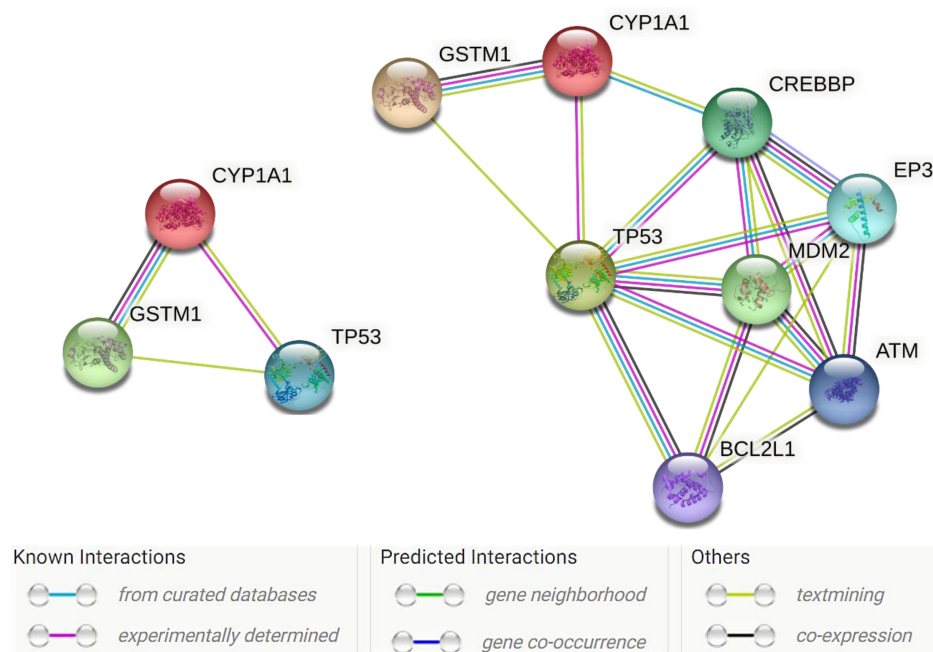 CYP1A1
GSTM1
TP53
CYP1A1
GSTM1
CREBBP
EP3
TP53
MDM2
ATM
BCL2L1
Known Interactions
from curated databases
experimentally determined
Predicted Interactions
gene neighborhood
gene co-occurrence
Others
textmining
co-expression